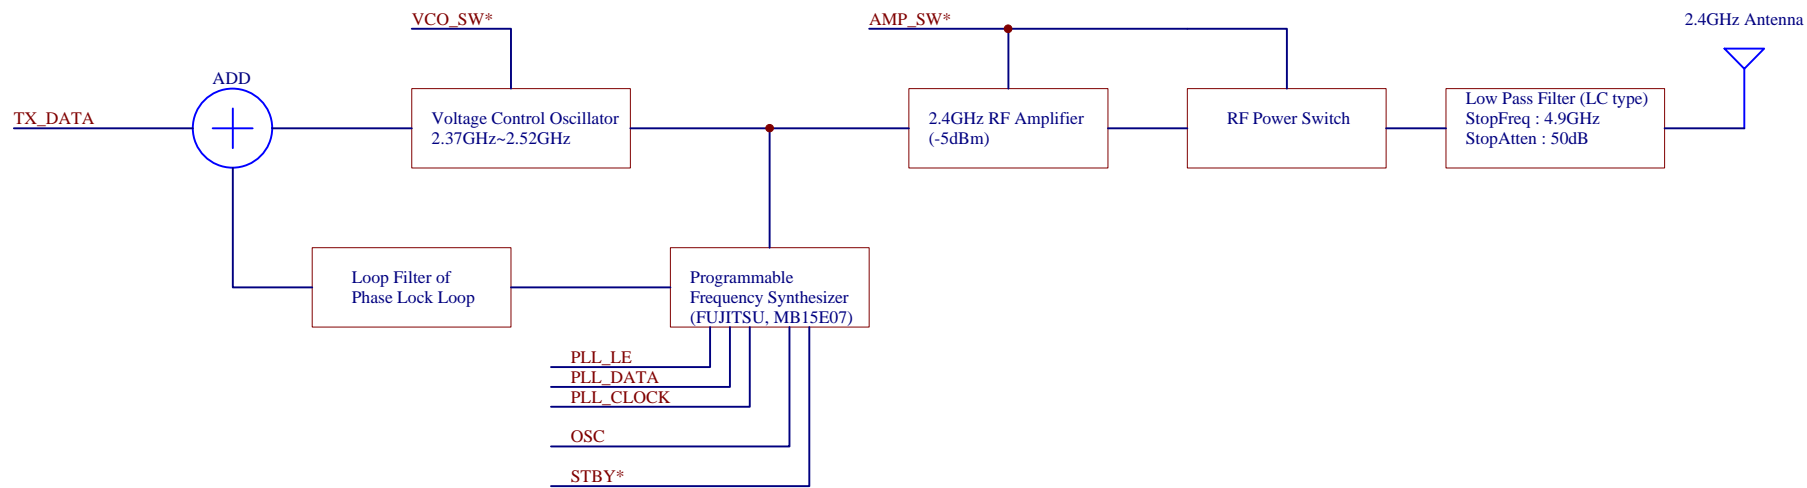 VCO_SW*
AMP_SW*
2.4GHz Antenna
ADD
TX_DATA
Voltage Control Oscillator
2.37GHz~2.52GHz
2.4GHz RF Amplifier
(-5dBm)
RF Power Switch
Low Pass Filter (LC type)
StopFreq : 4.9GHz
StopAtten : 50dB
Loop Filter of
Phase Lock Loop
Programmable
Frequency Synthesizer
(FUJITSU, MB15E07)
PLL_LE
PLL_DATA
PLL_CLOCK
OSC
STBY*